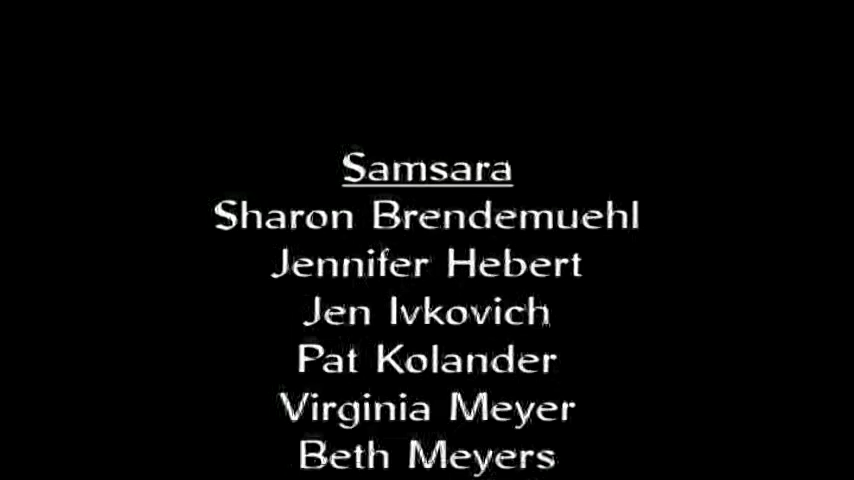 Samsara
Sharon Brendemuehl
Jennifer Hebert
Jen Ivkovich
Pat Kolander
Virginia Meyer
Beth Meyers